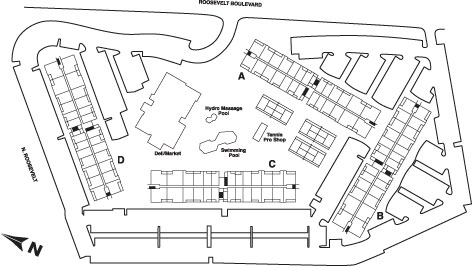 ROOSEVELT BOULEVARD
A
Hydro Massage
Pool
Tennis
Pro Shop
Deli/Market
Swimming
Pool
N. ROOSEVELT
D
C
B
N